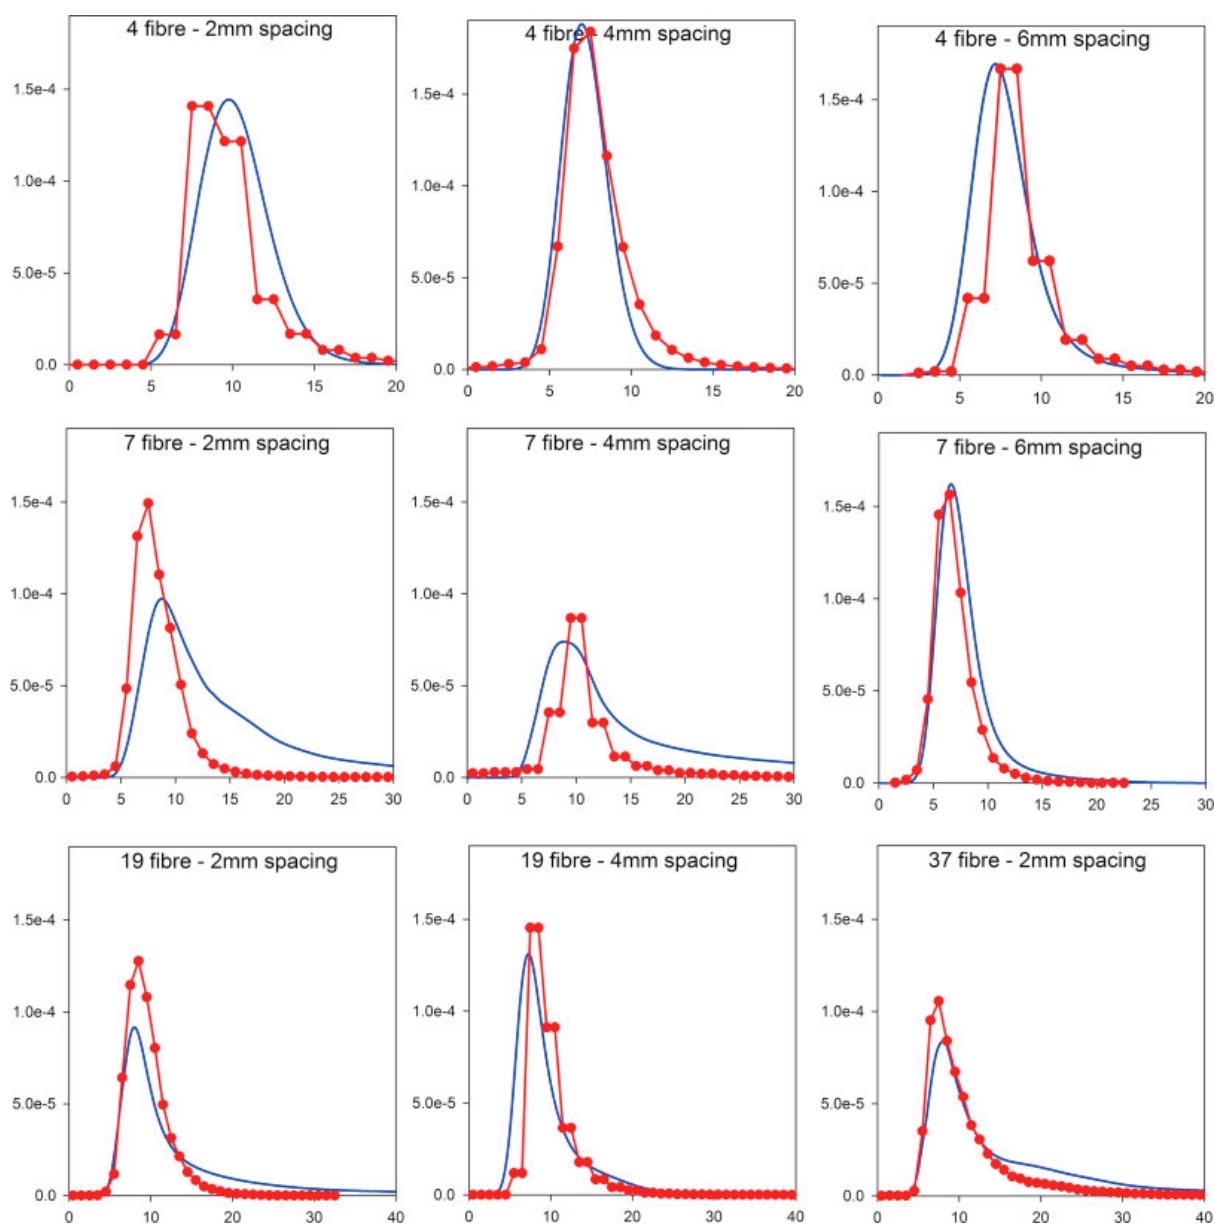 4 fibre - 2mm spacing
1.5e-4
1.0e-4
5.0e-5
0.0
0 5 10 15 20
4 fibre - 4mm spacing
1.5e-4
1.0e-4
5.0e-5
0.0
0 5 10 15 20
4 fibre - 6mm spacing
1.5e-4
1.0e-4
5.0e-5
0.0
0 5 10 15 20
7 fibre - 2mm spacing
1.5e-4
1.0e-4
5.0e-5
0.0
0 5 10 15 20 25 30
7 fibre - 4mm spacing
1.5e-4
1.0e-4
5.0e-5
0.0
0 5 10 15 20 25 30
7 fibre - 6mm spacing
1.5e-4
1.0e-4
5.0e-5
0.0
0 5 10 15 20 25 30
19 fibre - 2mm spacing
1.5e-4
1.0e-4
5.0e-5
0.0
0 10 20 30 40
19 fibre - 4mm spacing
1.5e-4
1.0e-4
5.0e-5
0.0
0 10 20 30 40
37 fibre - 2mm spacing
1.5e-4
1.0e-4
5.0e-5
0.0
0 10 20 30 40